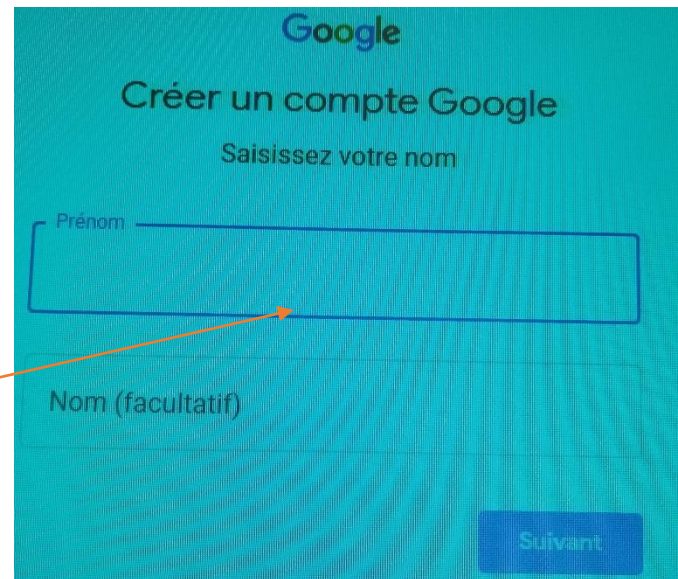 Google
Créer un compte Google
Saisissez votre nom
Prénom
Nom (facultatif)
Suivant